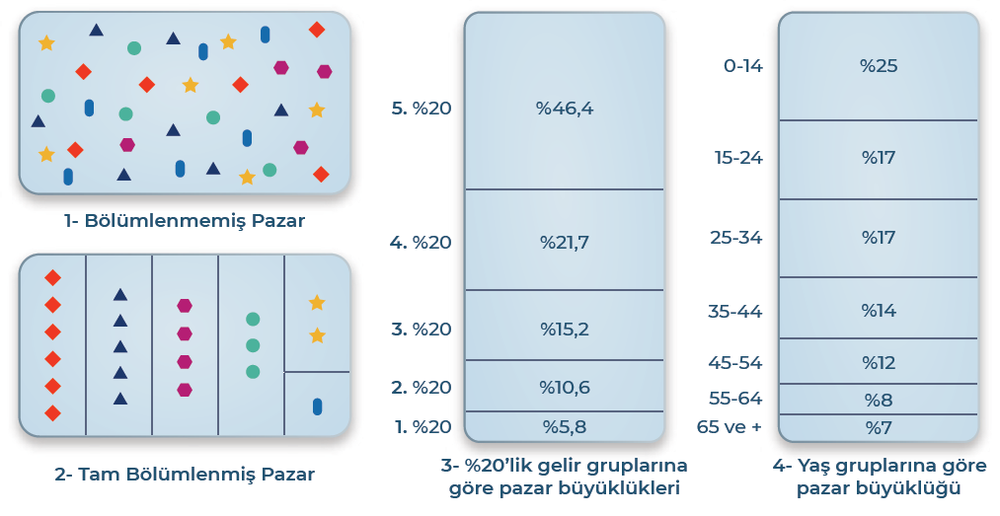 1- Bölümlenmemiş Pazar
2- Tam Bölümlenmiş Pazar
5. %20 %46,4
4. %20 %21,7
3. %20 %15,2
2. %20 %10,6
1. %20 %5,8
3- %20’lik gelir gruplarına
göre pazar büyüklükleri
0-14 %25
15-24 %17
25-34 %17
35-44 %14
45-54 %12
55-64 %8
65 ve + %7
4- Yaş gruplarına göre
pazar büyüklüğü